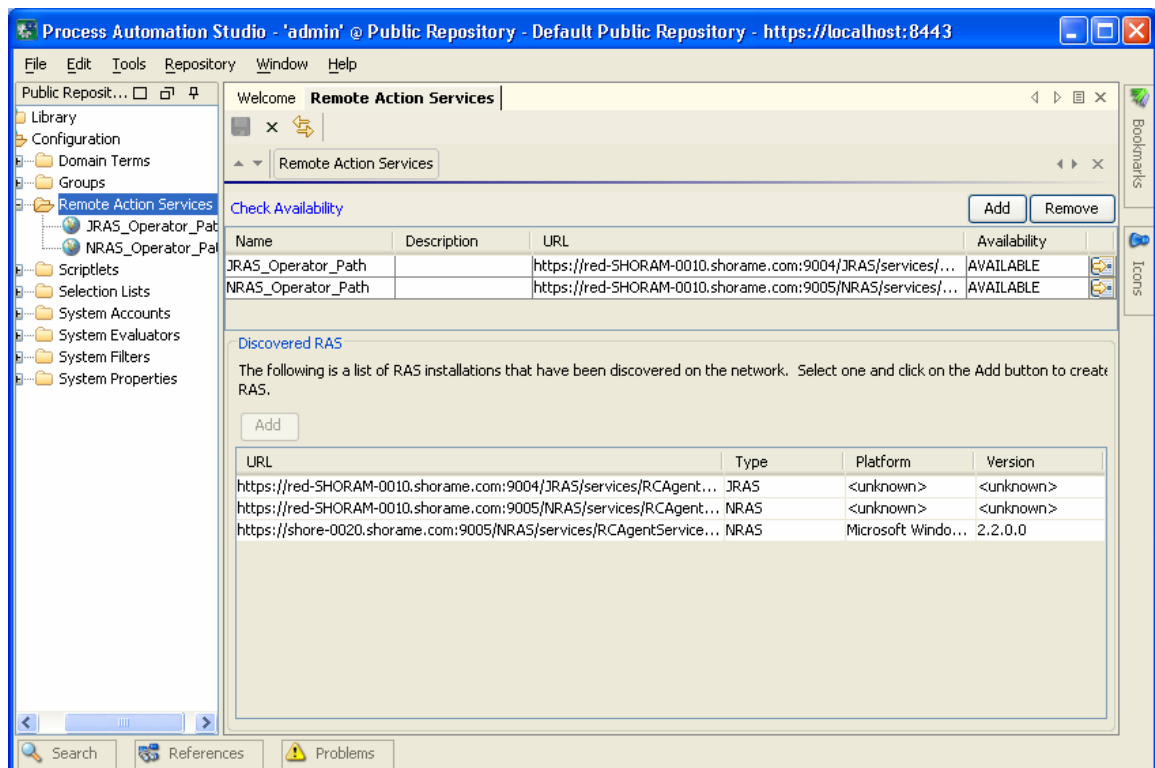 Process Automation Studio - 'admin' @ Public Repository - Default Public Repository - https://localhost:8443
File Edit Tools Repository Window Help
Public Reposit...
Library
Configuration
Domain Terms
Groups
Remote Action Services
JRAS_Operator_Pat
NRAS_Operator_Pa
Scriptlets
Selection Lists
System Accounts
System Evaluators
System Filters
System Properties
Welcome Remote Action Services
Remote Action Services
Check Availability Add Remove
Name Description URL Availability
JRAS_Operator_Path https://red-SHORAM-0010.shorame.com:9004/JRAS/services/... AVAILABLE
NRAS_Operator_Path https://red-SHORAM-0010.shorame.com:9005/NRAS/services/... AVAILABLE
Discovered RAS
The following is a list of RAS installations that have been discovered on the network. Select one and click on the Add button to create
RAS.
Add
URL Type Platform Version
https://red-SHORAM-0010.shorame.com:9004/JRAS/services/RCAgent... JRAS <unknown> <unknown>
https://red-SHORAM-0010.shorame.com:9005/NRAS/services/RCAgent... NRAS <unknown> <unknown>
https://shore-0020.shorame.com:9005/NRAS/services/RCAgentService... NRAS Microsoft Windo... 2.2.0.0
Bookmarks
Icons
Search References Problems